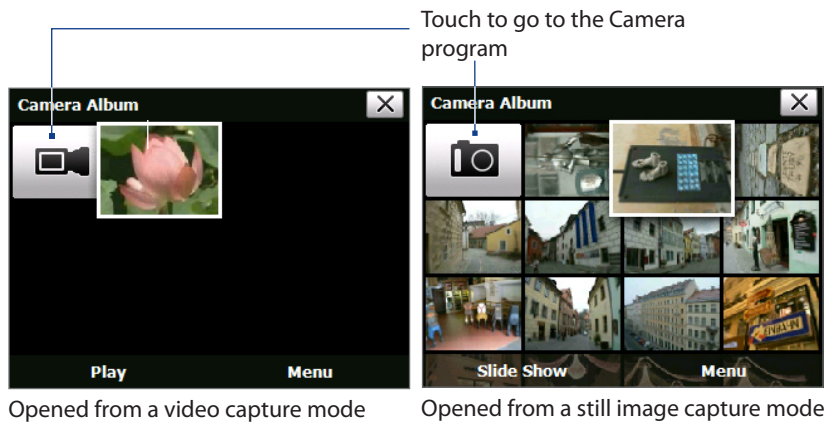 Touch to go to the Camera
program
Camera Album
Camera Album
Play
Menu
Slide Show
Menu
Opened from a video capture mode
Opened from a still image capture mode